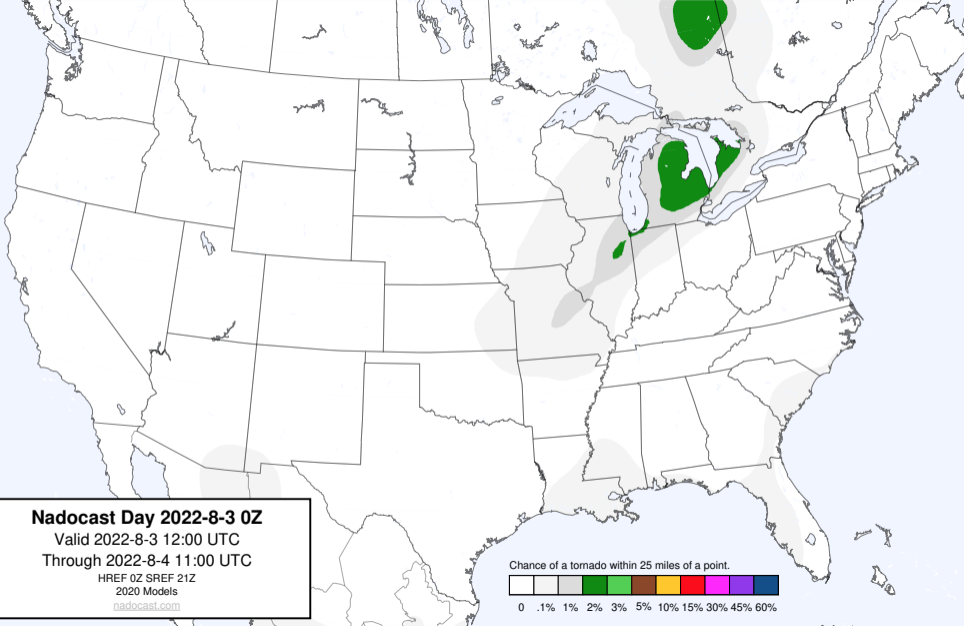 Nadocast Day 2022-8-3 0Z
Valid 2022-8-3 12:00 UTC
Through 2022-8-4 11:00 UTC
HREF 0Z SREF 21Z
2020 Models
nadocast.com
Chance of a tornado within 25 miles of a point.
0 .1% 1% 2% 3% 5% 10% 15% 30% 45% 60%